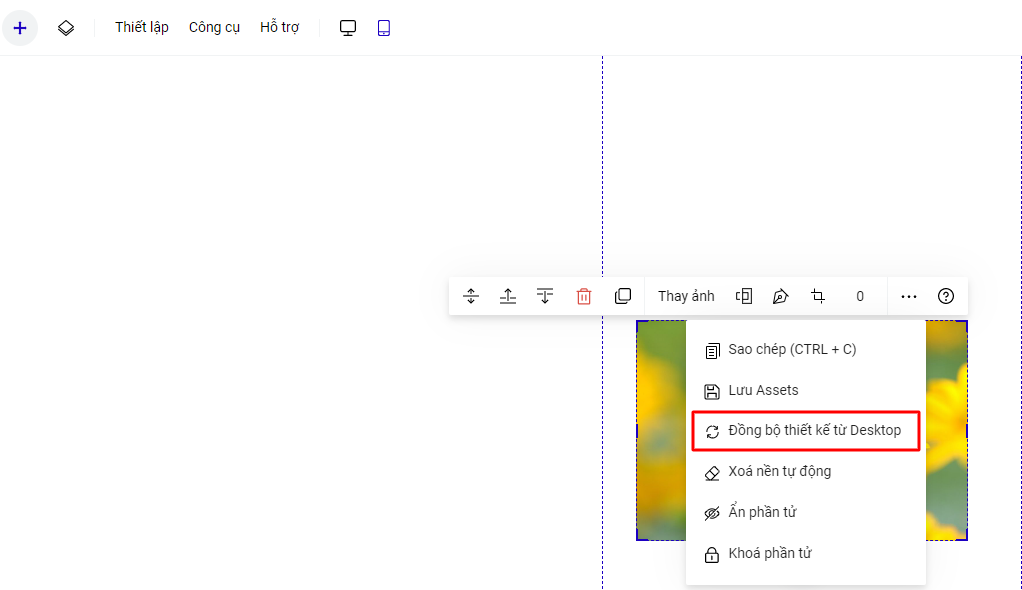 Thiết lập Công cụ Hỗ trợ
Thay ảnh 0
Sao chép (CTRL + C)
Lưu Assets
Đồng bộ thiết kế từ Desktop
Xoá nền tự động
Ẩn phần tử
Khoá phần tử